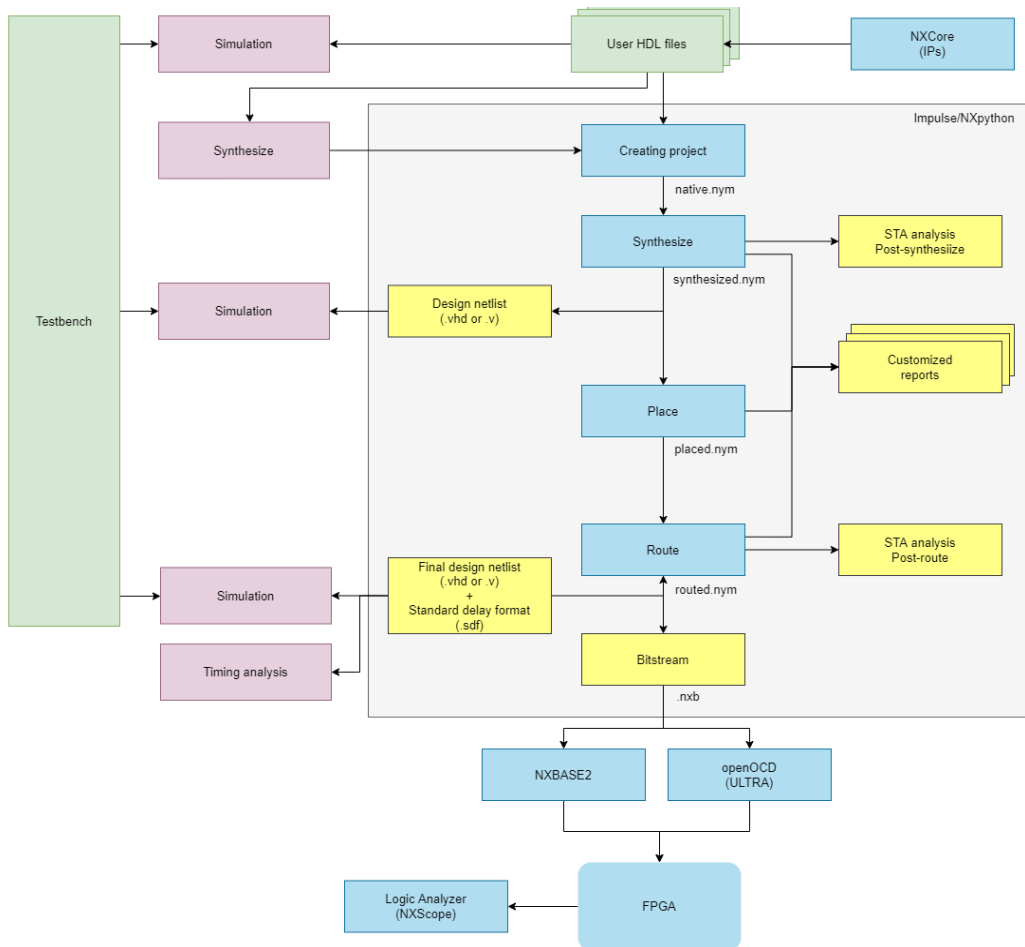 Simulation
User HDL files
NXCore
(IPs)
Impulse/NXpython
Synthesize
Creating project
native.nym
Synthesize
STA analysis
Post-synthesiize
synthesized.nym
Testbench
Simulation
Design netlist
(.vhd or .v)
Customized
reports
Place
placed.nym
Route
STA analysis
Post-route
Simulation
Final design netlist
(.vhd or .v)
+
Standard delay format
(.sdf)
routed.nym
Timing analysis
Bitstream
.nxb
NXBASE2
openOCD
(ULTRA)
Logic Analyzer
(NXScope)
FPGA